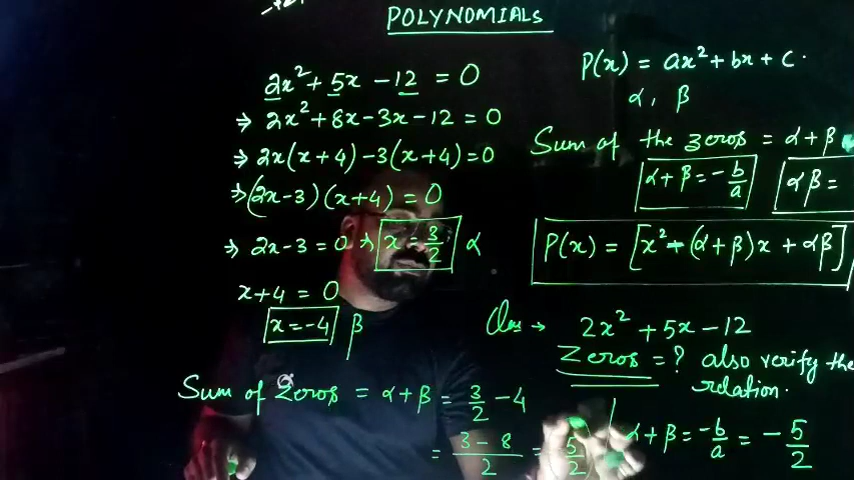 POLYNOMIALS
2x² + 5x - 12 = 0
⇒ 2x² + 8x - 3x - 12 = 0
⇒ 2x(x + 4) - 3(x + 4) = 0
⇒ (2x - 3)(x + 4) = 0
⇒ 2x - 3 = 0 ⇒ x = 3/2 α
x + 4 = 0
x = -4 β
Sum of Zeros = α + β = 3/2 - 4
= (3 - 8)/2 = 5/2
P(x) = ax² + bx + c.
α, β
Sum of the zeros = α + β
α + β = -b/a αβ =
P(x) = [x² - (α + β)x + αβ]
Ques → 2x² + 5x - 12
Zeros = ? also verify the
relation.
α + β = -b/a = -5/2